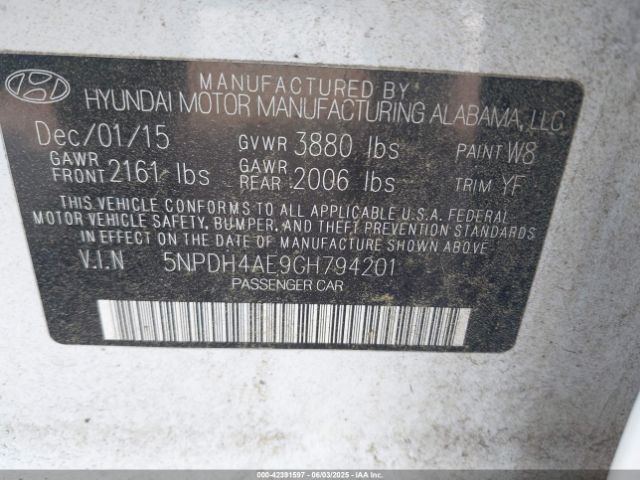 MANUFACTURED BY
HYUNDAI MOTOR MANUFACTURING ALABAMA, LLC
Dec/01/15 GVWR 3880 lbs PAINT W8
GAWR FRONT 2161 lbs GAWR REAR 2006 lbs TRIM YF
THIS VEHICLE CONFORMS TO ALL APPLICABLE U.S.A. FEDERAL
MOTOR VEHICLE SAFETY, BUMPER, AND THEFT PREVENTION
STANDARDS IN EFFECT ON THE DATE OF MANUFACTURE SHOWN ABOVE.
V.I.N 5NPDH4AE9GH794201
PASSENGER CAR
000-42391597 - 06/03/2025 - IAAI.COM